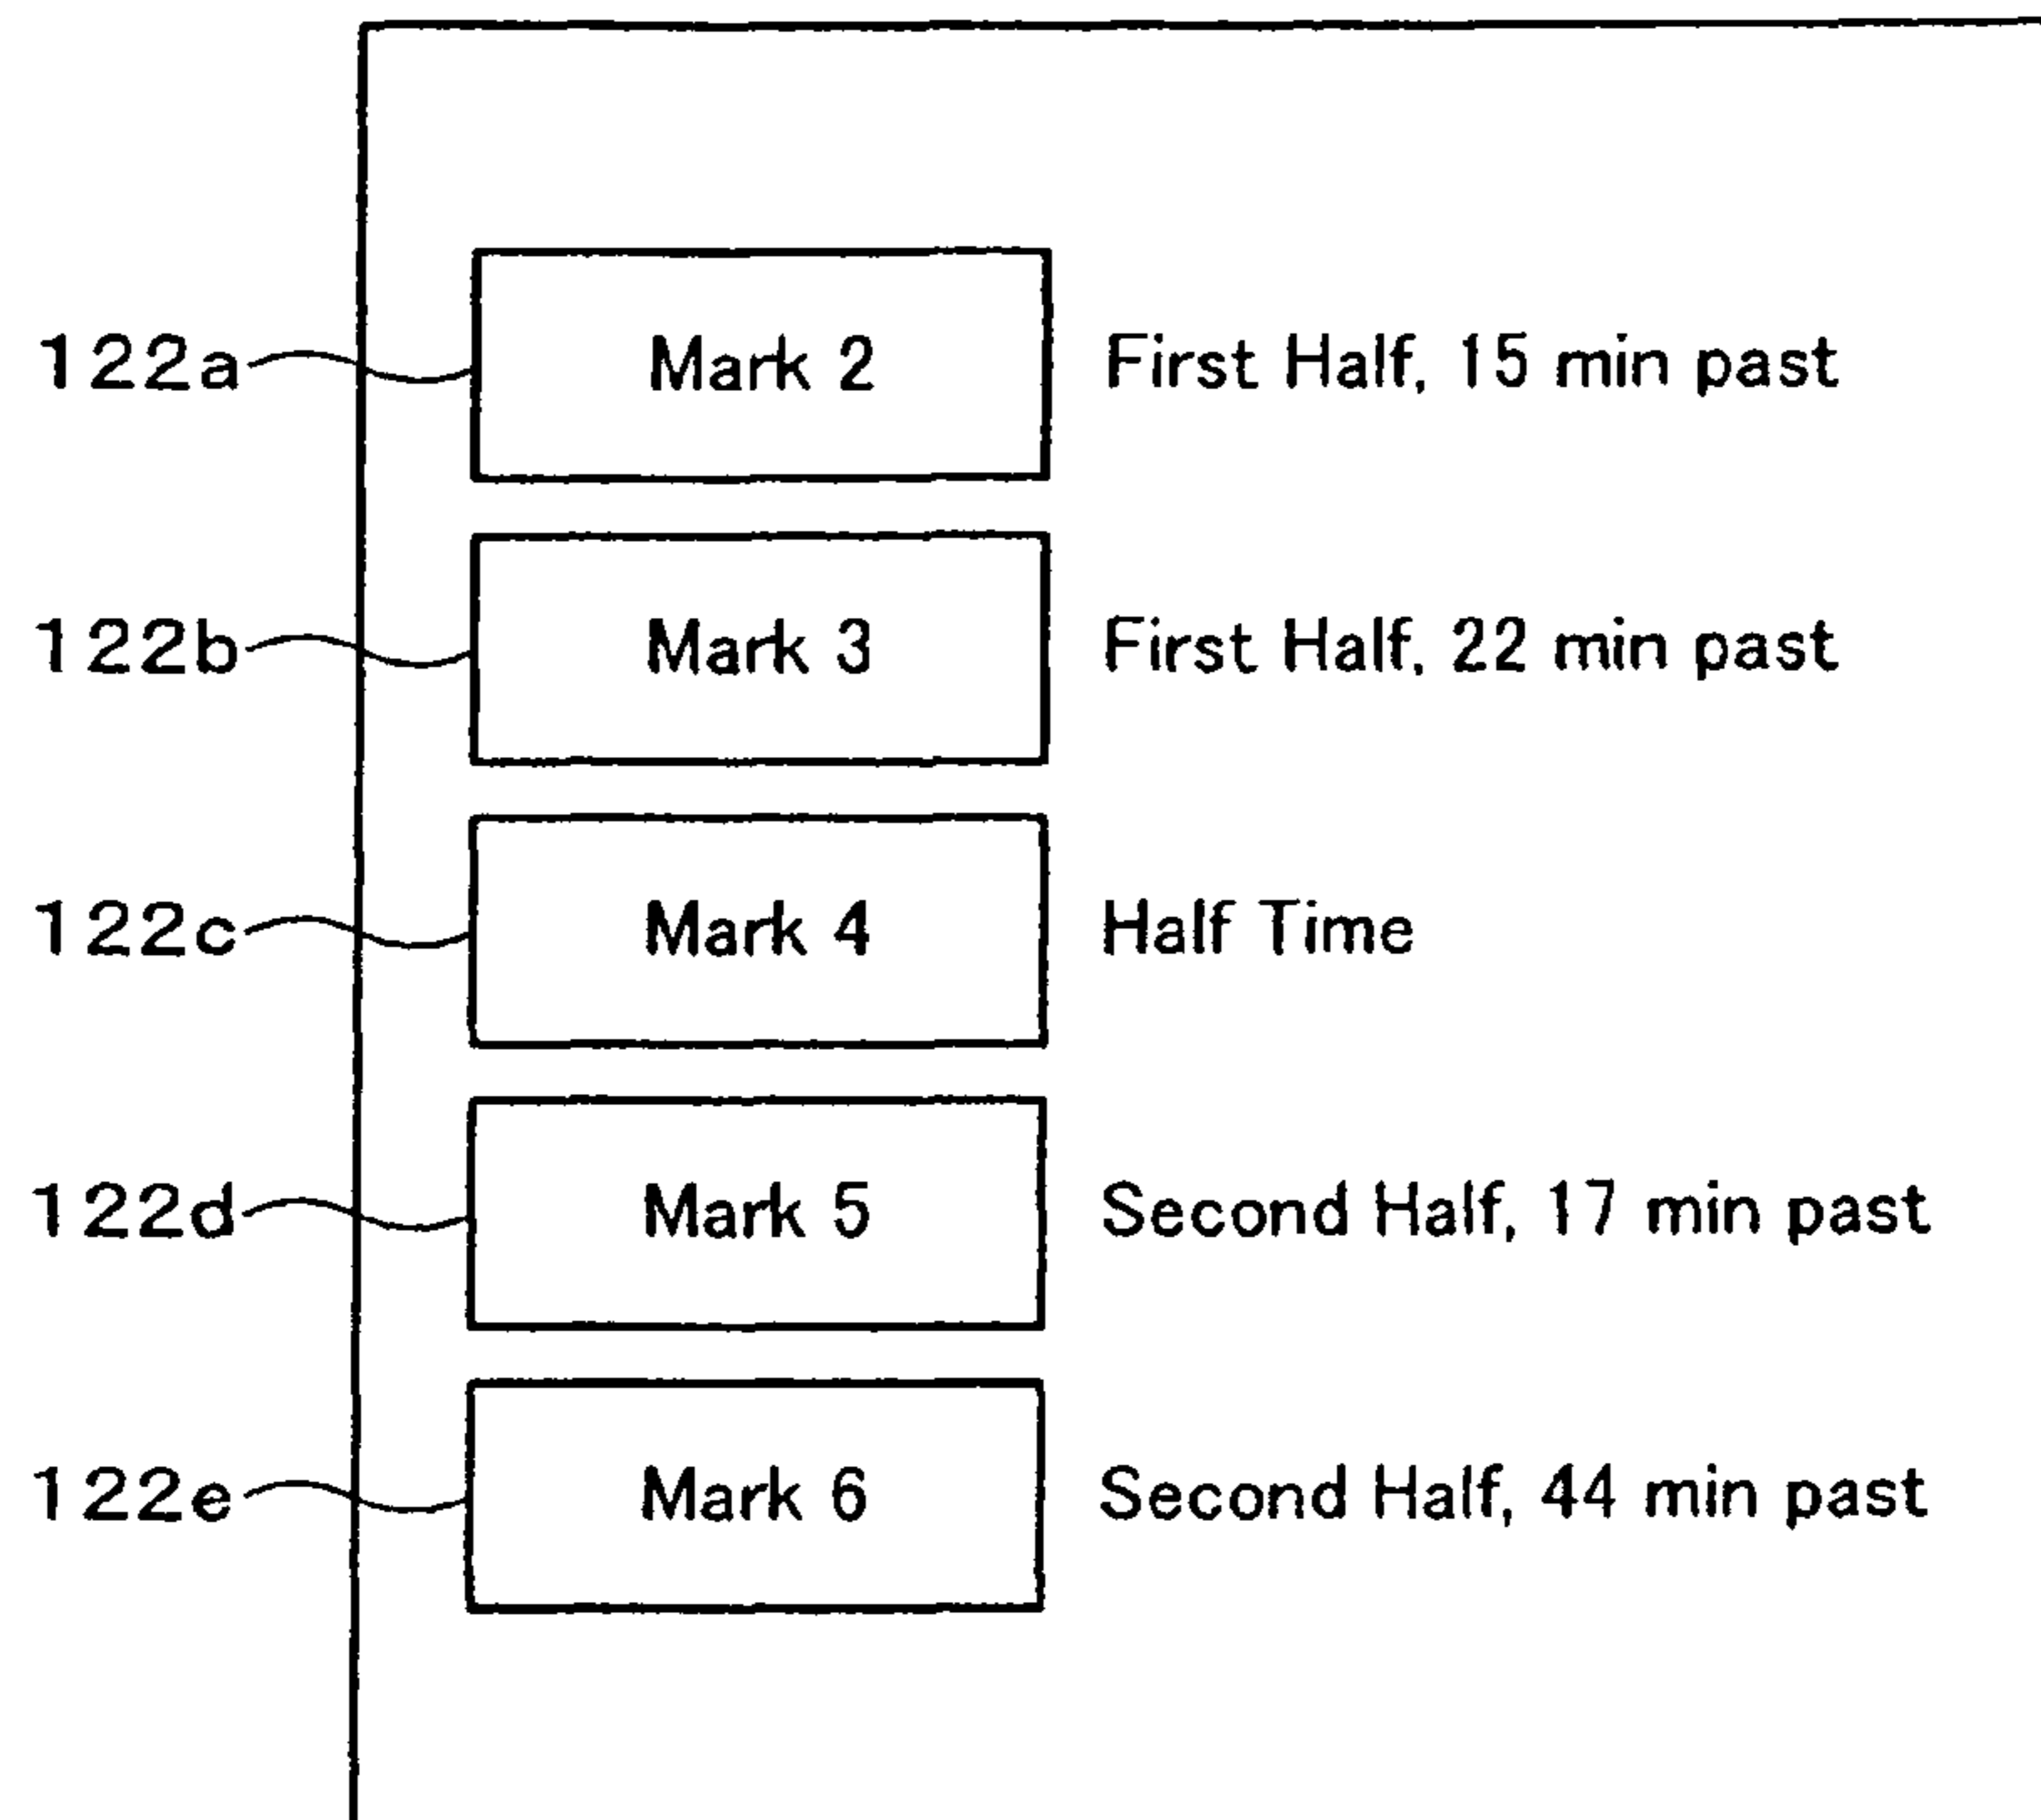 122a Mark 2 First Half, 15 min past
122b Mark 3 First Half, 22 min past
122c Mark 4 Half Time
122d Mark 5 Second Half, 17 min past
122e Mark 6 Second Half, 44 min past